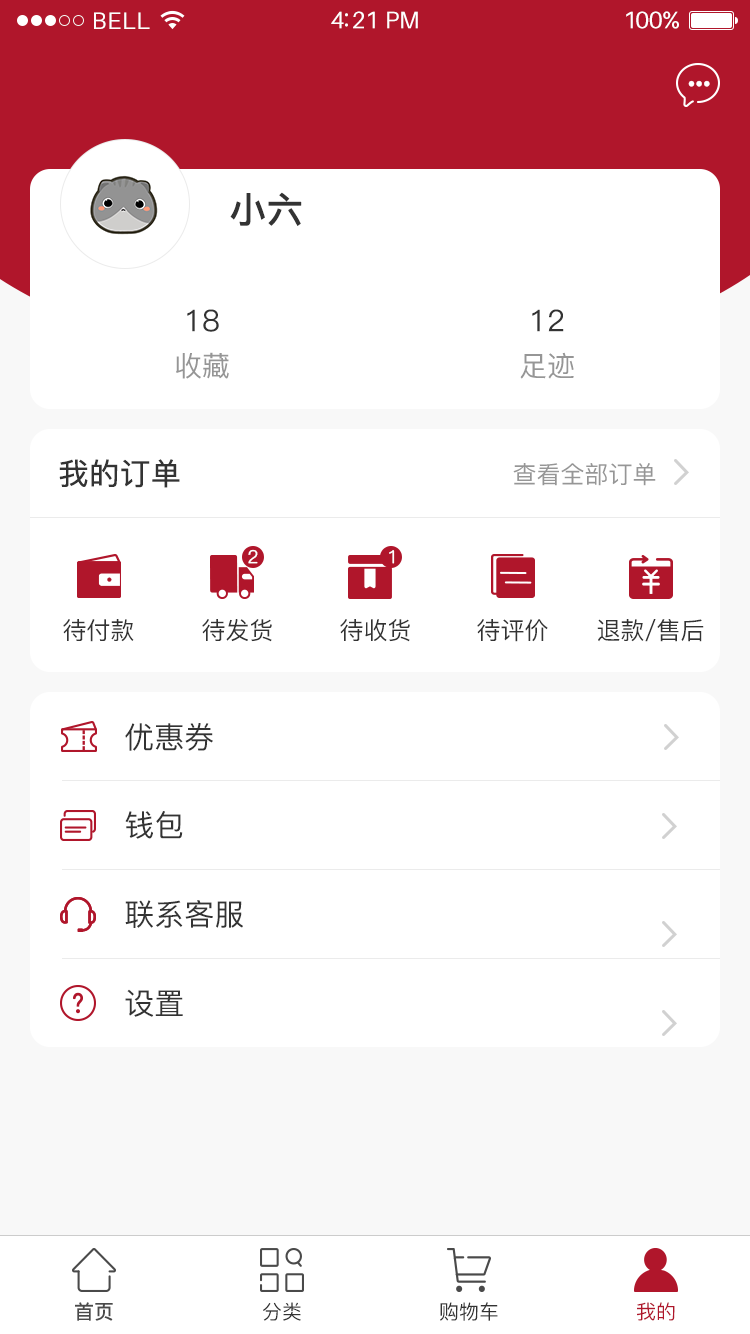 BELL 4:21 PM 100%
小六
18 12
收藏 足迹
我的订单 查看全部订单
2 1
待付款 待发货 待收货 待评价 退款/售后
优惠券
钱包
联系客服
设置
首页 分类 购物车 我的